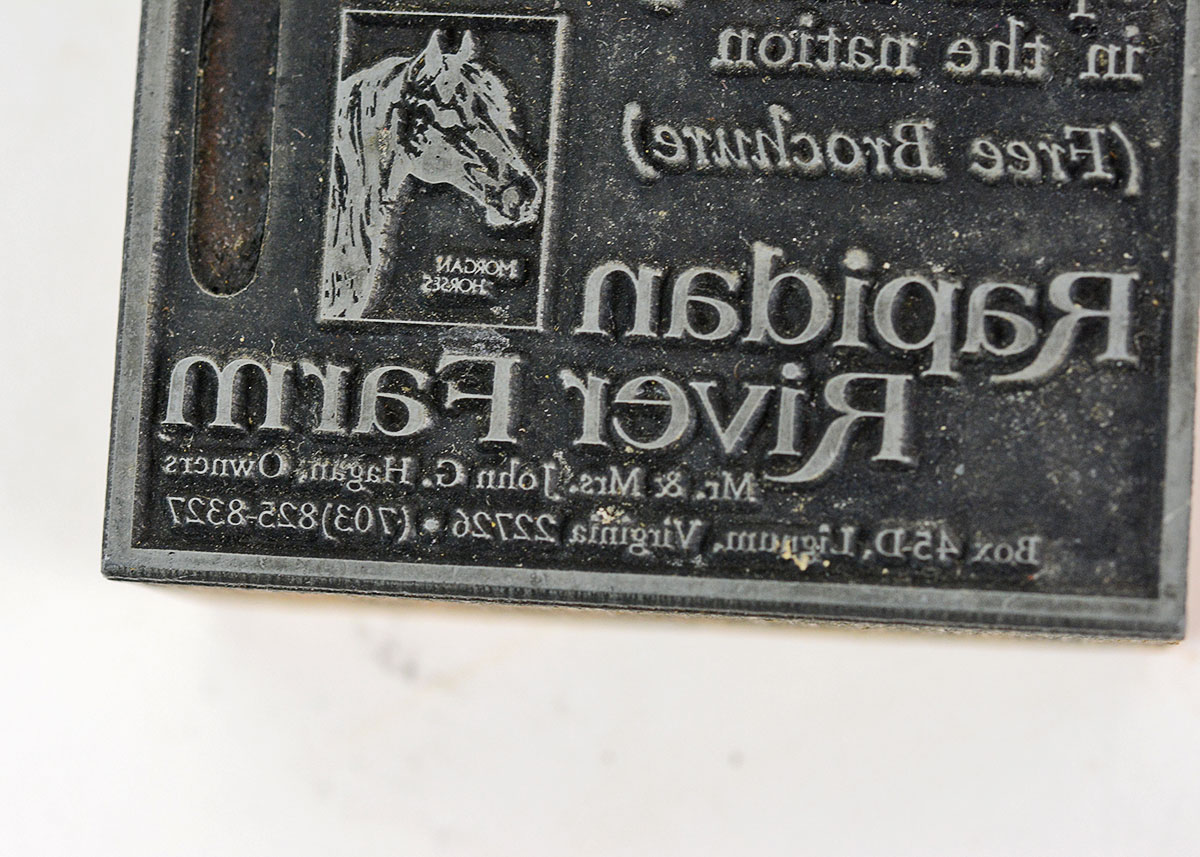 in the nation
(Free Brochure)
MORGAN
HORSES
Rapidan
River Farm
Mr. & Mrs. John G. Hagan, Owners
Box 45-D, Lignum, Virginia 22726 • (703)825-8327